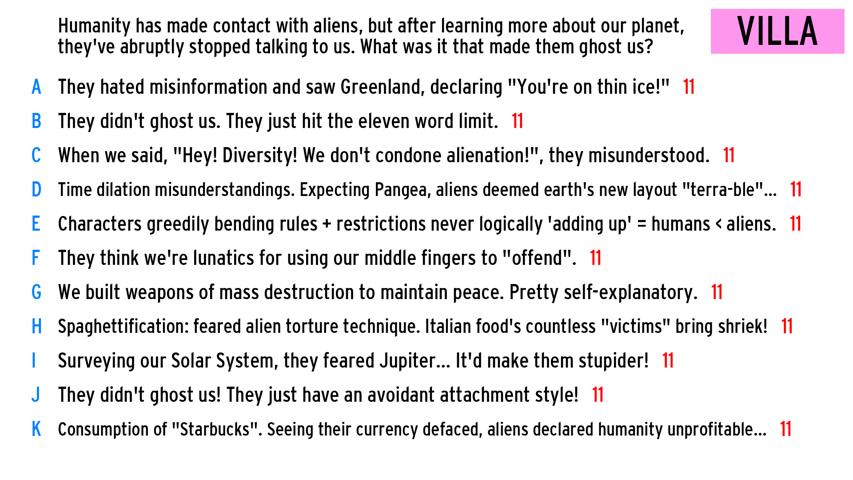 Humanity has made contact with aliens, but after learning more about our planet,
they've abruptly stopped talking to us. What was it that made them ghost us?
VILLA
A They hated misinformation and saw Greenland, declaring "You're on thin ice!" 11
B They didn't ghost us. They just hit the eleven word limit. 11
C When we said, "Hey! Diversity! We don't condone alienation!", they misunderstood. 11
D Time dilation misunderstandings. Expecting Pangea, aliens deemed earth's new layout "terra-ble"... 11
E Characters greedily bending rules + restrictions never logically 'adding up' = humans < aliens. 11
F They think we're lunatics for using our middle fingers to "offend". 11
G We built weapons of mass destruction to maintain peace. Pretty self-explanatory. 11
H Spaghettification: feared alien torture technique. Italian food's countless "victims" bring shriek! 11
I Surveying our Solar System, they feared Jupiter... It'd make them stupider! 11
J They didn't ghost us! They just have an avoidant attachment style! 11
K Consumption of "Starbucks". Seeing their currency defaced, aliens declared humanity unprofitable... 11